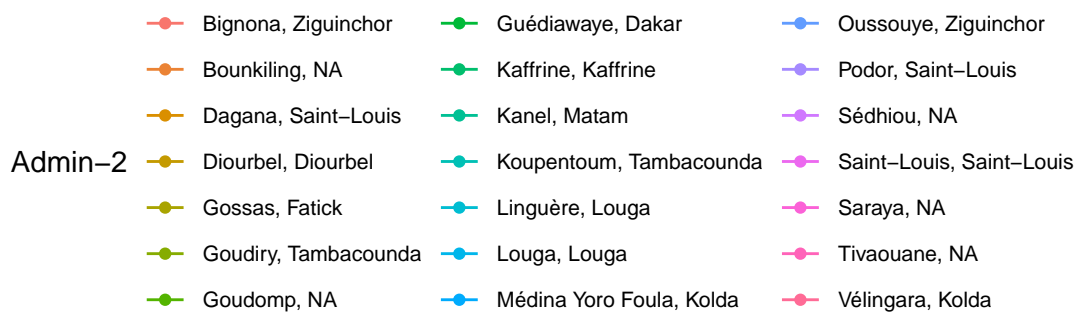 Admin−2
Bignona, Ziguinchor
Bounkiling, NA
Dagana, Saint−Louis
Diourbel, Diourbel
Gossas, Fatick
Goudiry, Tambacounda
Goudomp, NA
Guédiawaye, Dakar
Kaffrine, Kaffrine
Kanel, Matam
Koupentoum, Tambacounda
Linguère, Louga
Louga, Louga
Médina Yoro Foula, Kolda
Oussouye, Ziguinchor
Podor, Saint−Louis
Sédhiou, NA
Saint−Louis, Saint−Louis
Saraya, NA
Tivaouane, NA
Vélingara, Kolda